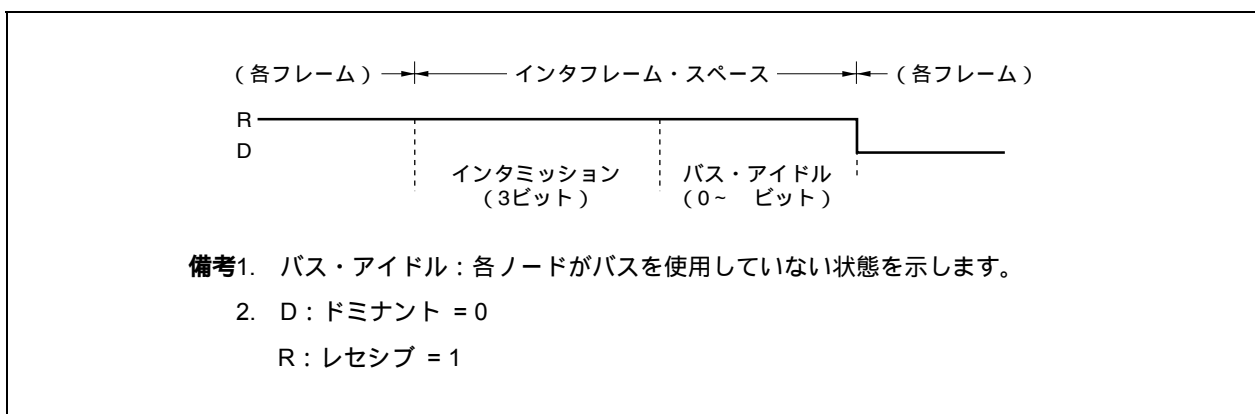 （各フレーム） インタフレーム・スペース （各フレーム）
R
D
インタミッション
（3ビット）
バス・アイドル
（0～ ビット）
備考1. バス・アイドル：各ノードがバスを使用していない状態を示します。
2. D：ドミナント = 0
R：レセシブ = 1